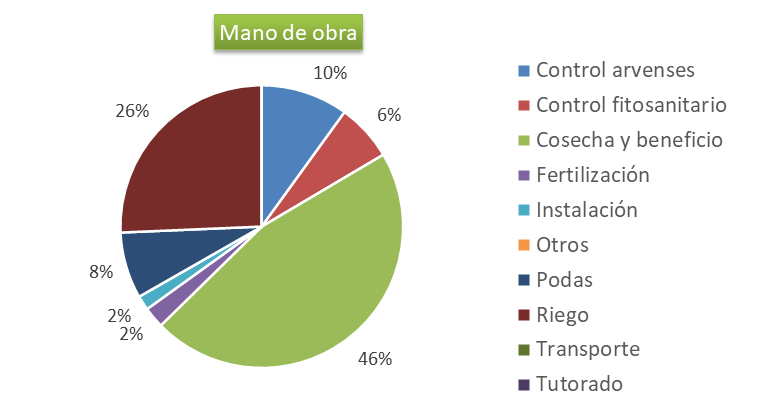 Mano de obra
10%
6%
26%
8%
2%
2%
46%
Control arvenses
Control fitosanitario
Cosecha y beneficio
Fertilización
Instalación
Otros
Podas
Riego
Transporte
Tutorado